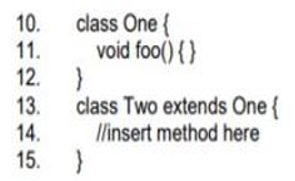 10. class One {
11. void foo() { }
12. }
13. class Two extends One {
14. //insert method here
15. }